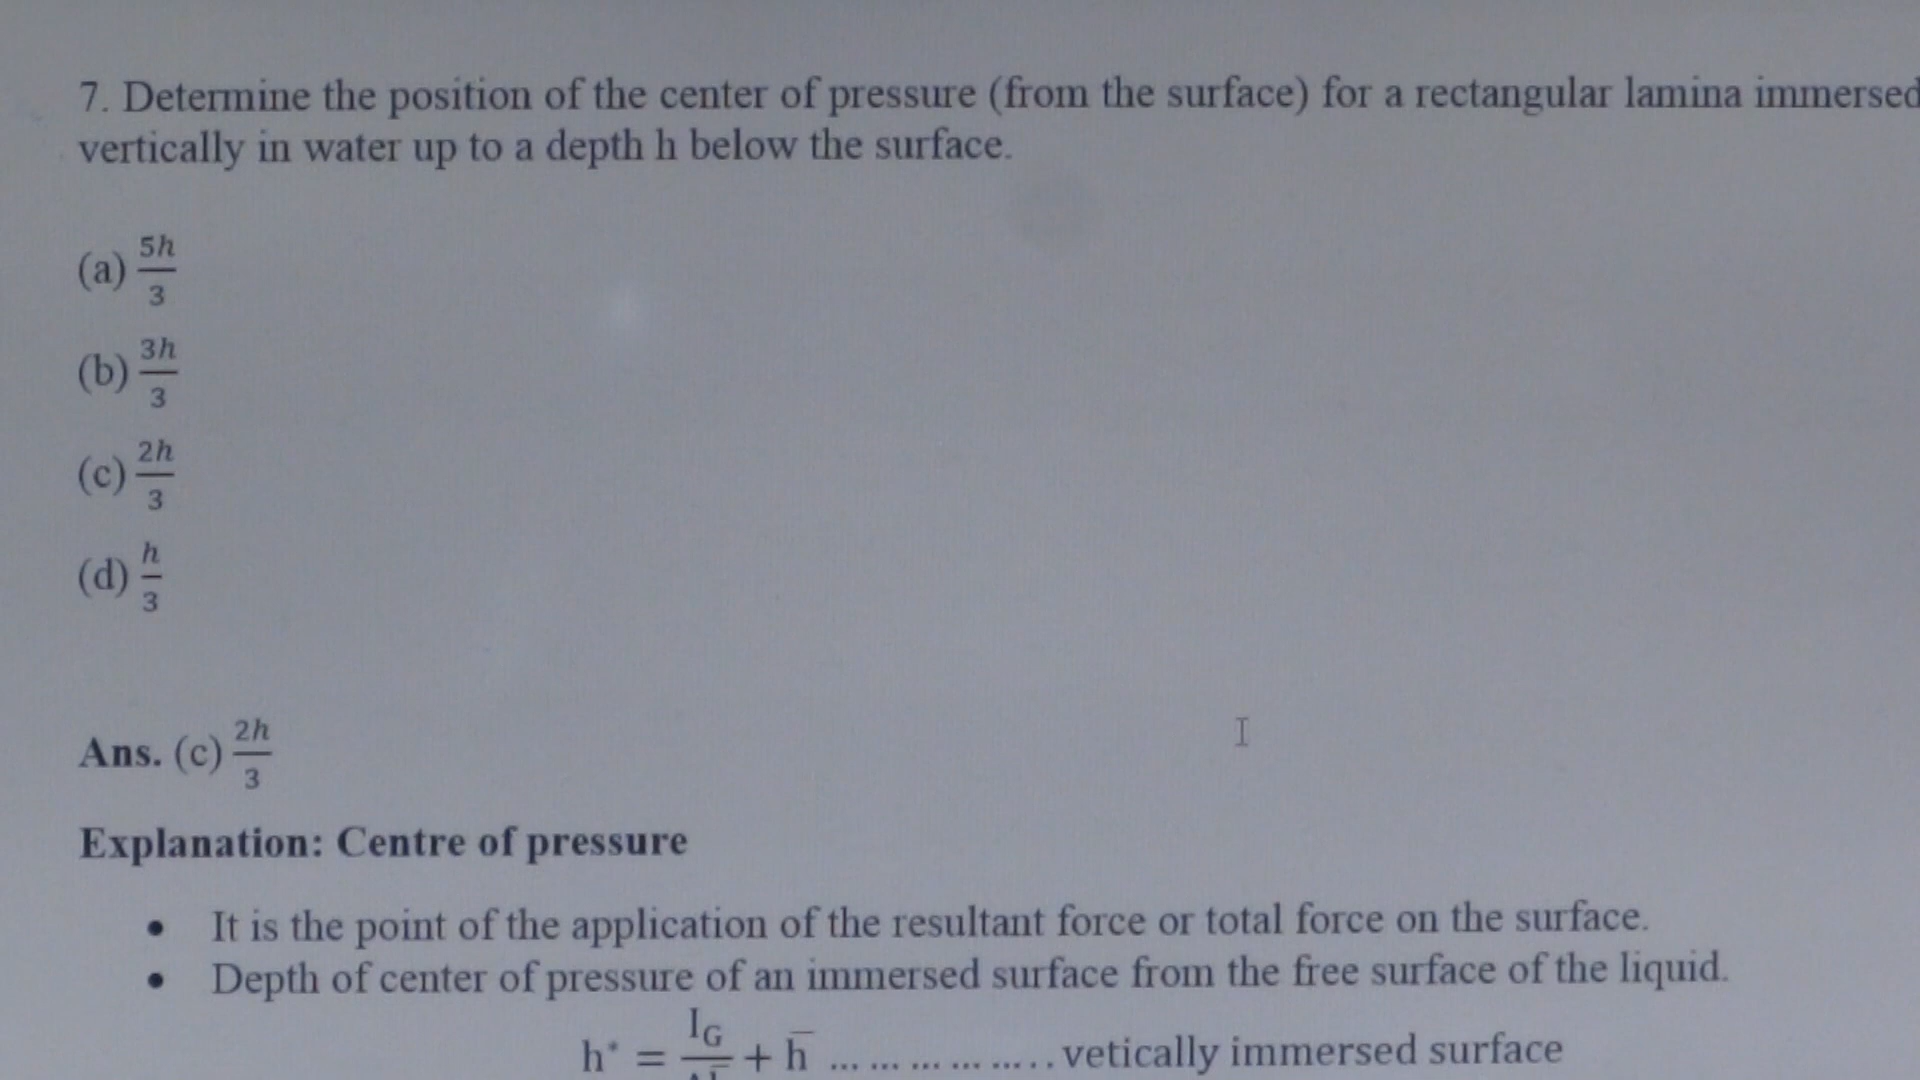 7. Determine the position of the center of pressure (from the surface) for a rectangular lamina immersed
vertically in water up to a depth h below the surface.
(a) 5h/3
(b) 3h/3
(c) 2h/3
(d) h/3
Ans. (c) 2h/3
Explanation: Centre of pressure
• It is the point of the application of the resultant force or total force on the surface.
• Depth of center of pressure of an immersed surface from the free surface of the liquid.
h* = I_G/ + h̄ ... ... ... ... ..... vetically immersed surface